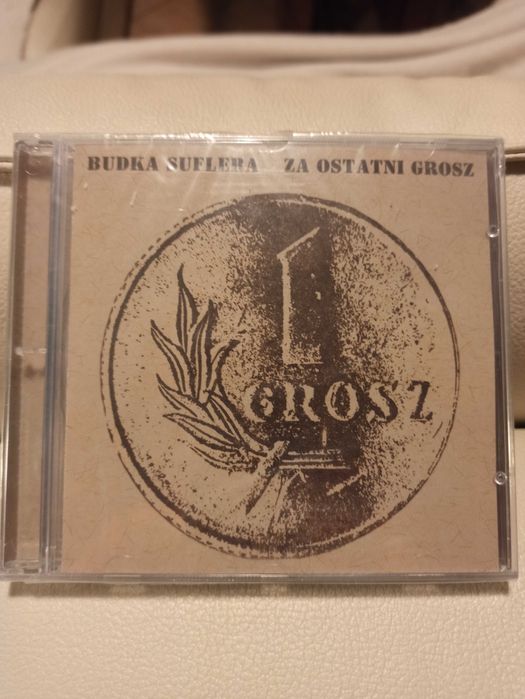 BUDKA SUFLERA ZA OSTATNI GROSZ
1
GROSZ